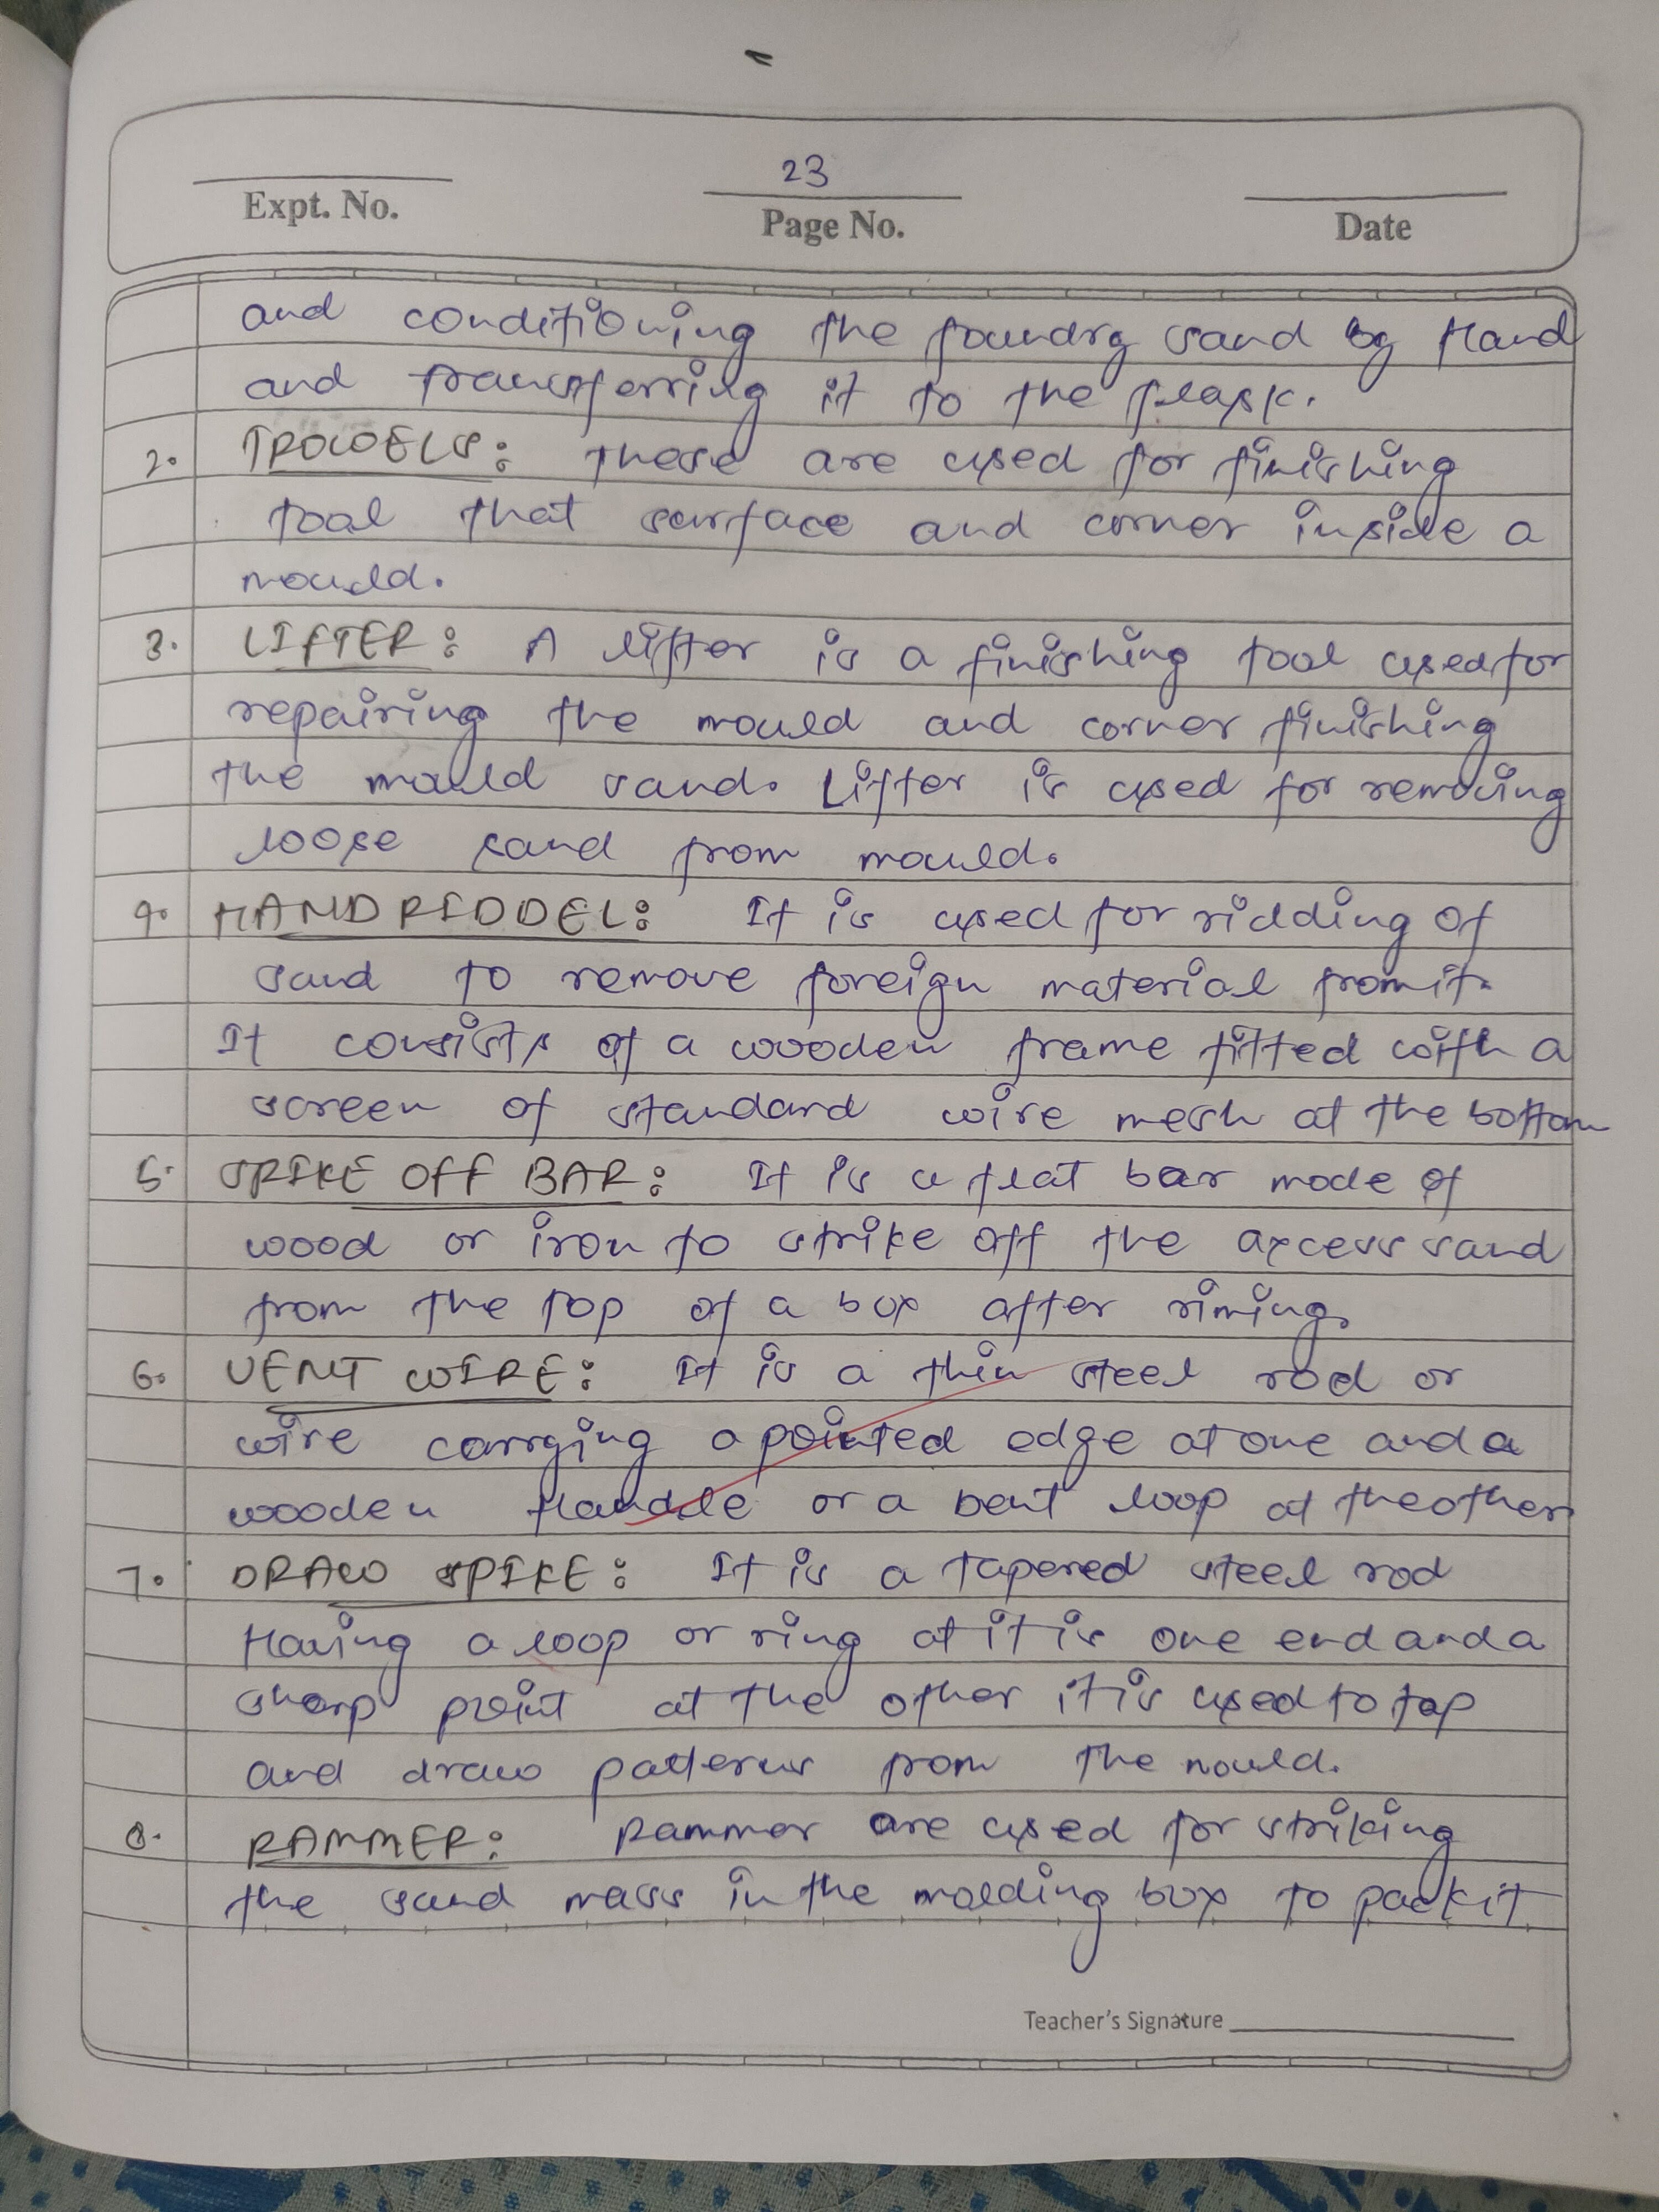 23
Expt. No.
Page No.
Date
and conditioning the foundry sand by Hand
and transferring it to the flask.
2. TROWELS: These are used for finishing
tool that surface and corner inside a
mould.
3. LIFTER: A lifter is a finishing tool used for
repairing the mould and corner finishing
the mould sand. Lifter is used for removing
loose sand from mould.
4. HAND RIDDEL: It is used for ridding of
sand to remove foreign material from it.
It consists of a wooden frame fitted with a
screen of standard wire mesh at the bottom
5. SRIKE OFF BAR: It is a flat bar mode of
wood or iron to strike off the axcess sand
from the top of a box after riming.
6. VENT WIRE: It is a thin steel rod or
wire carrying a pointed edge at one and a
wooden Handle or a bent loop at the other
7. DRAW SPIKE: It is a tapered steel rod
Having a loop or ring at it is one end and a
sharp point at the other it is used to tap
and draw patterns from the mould.
8. RAMMER: Rammer are used for striking
the sand mass in the molding box to pack it
Teacher's Signature